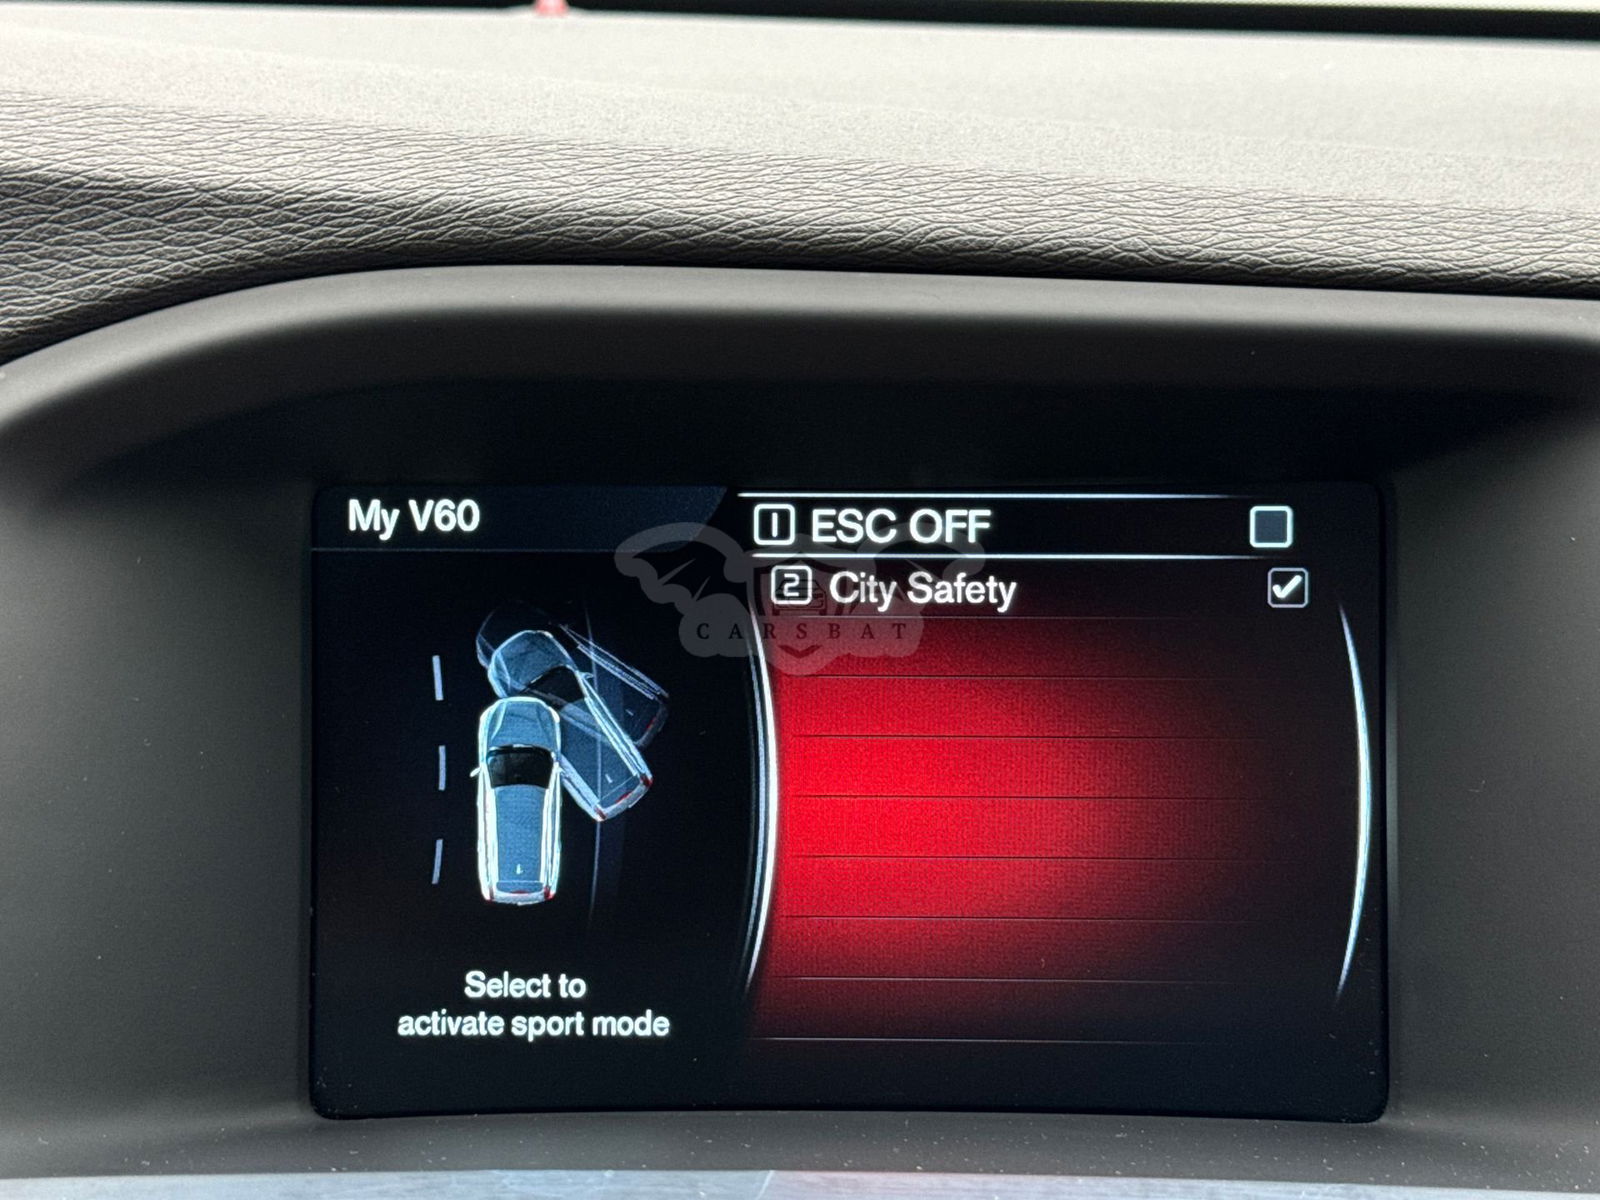 My V60
1 ESC OFF
2 City Safety
CARSBAT
Select to
activate sport mode